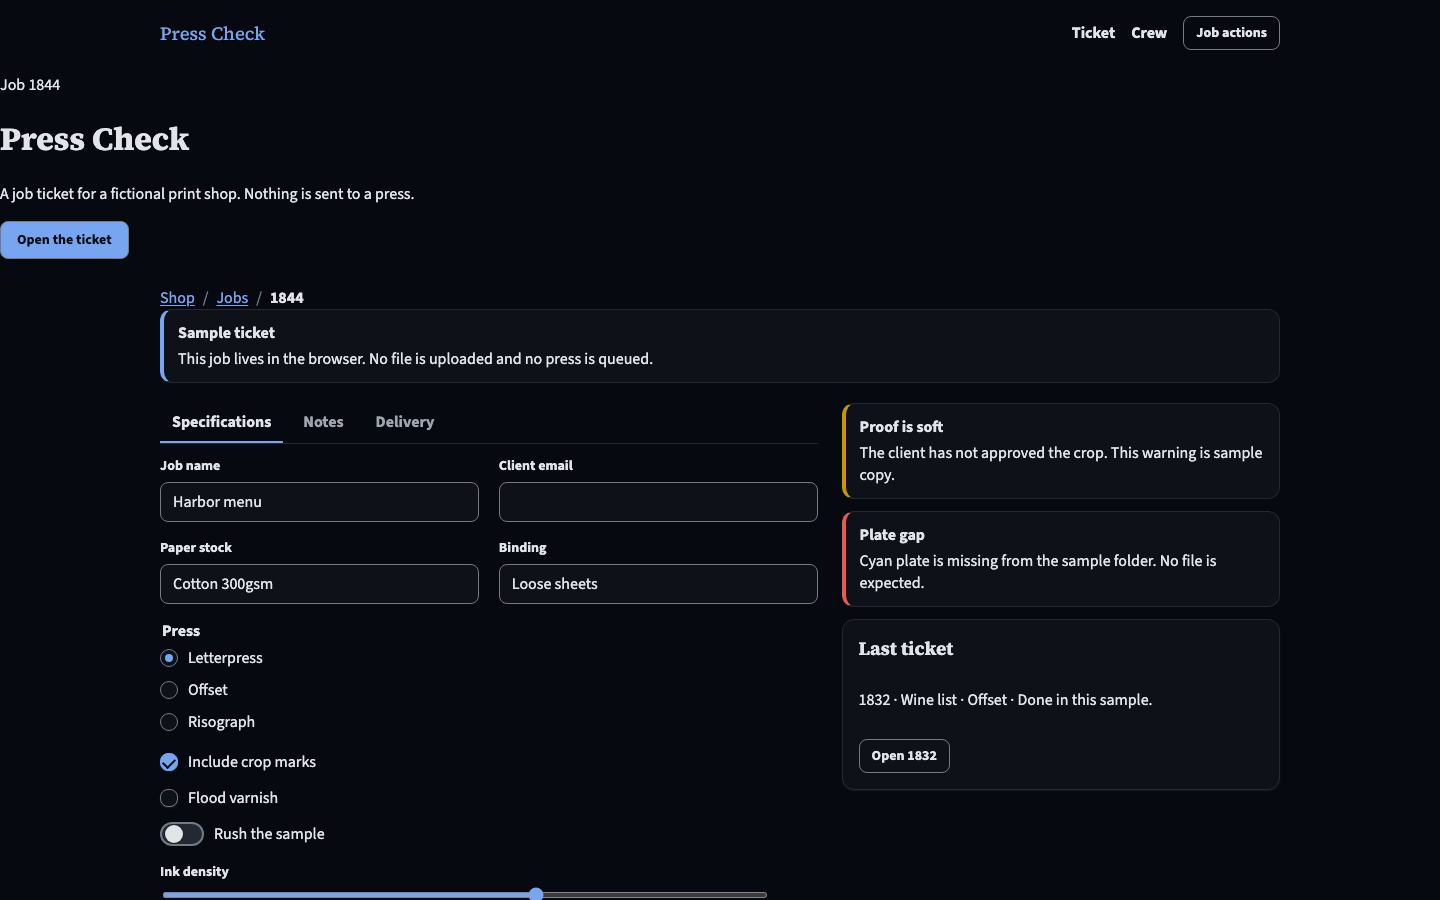 Press Check
Ticket
Crew
Job actions
Job 1844
Press Check
A job ticket for a fictional print shop. Nothing is sent to a press.
Open the ticket
Shop / Jobs / 1844
Sample ticket
This job lives in the browser. No file is uploaded and no press is queued.
Specifications
Notes
Delivery
Job name
Harbor menu
Client email
Paper stock
Cotton 300gsm
Binding
Loose sheets
Press
Letterpress
Offset
Risograph
Include crop marks
Flood varnish
Rush the sample
Ink density
Proof is soft
The client has not approved the crop. This warning is sample
copy.
Plate gap
Cyan plate is missing from the sample folder. No file is
expected.
Last ticket
1832 · Wine list · Offset · Done in this sample.
Open 1832